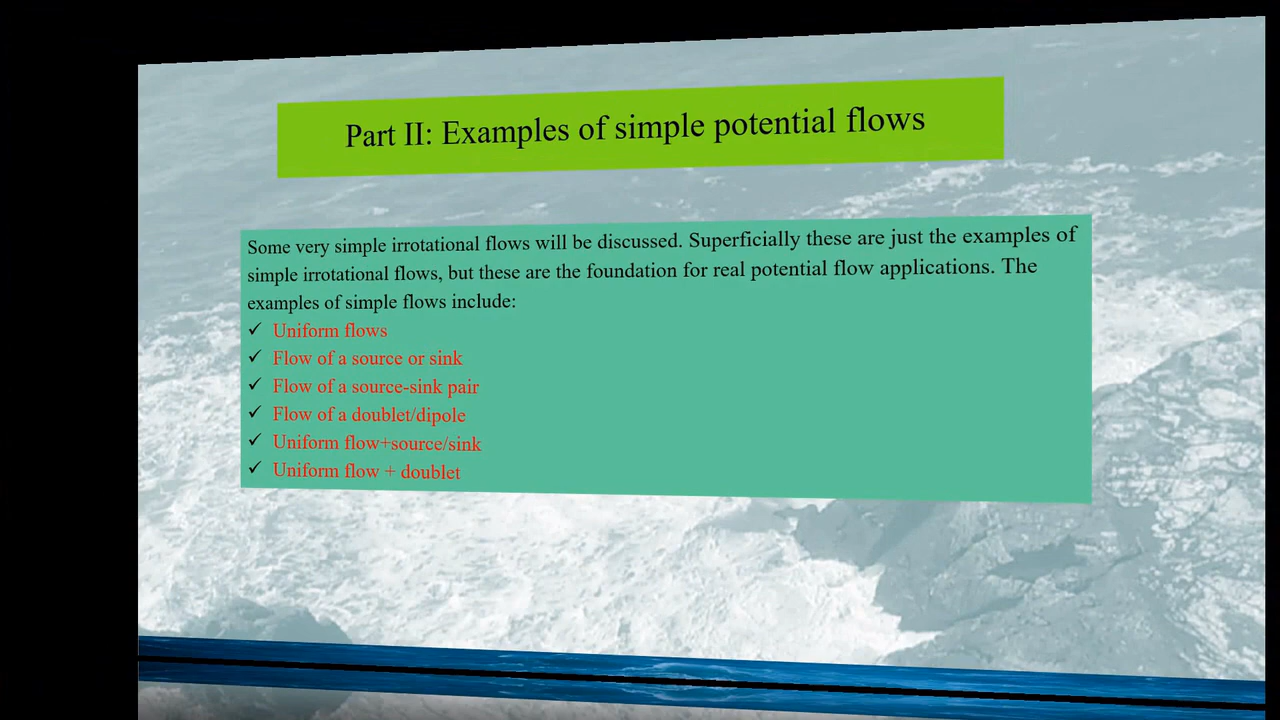 Part II: Examples of simple potential flows
Some very simple irrotational flows will be discussed. Superficially these are just the examples of
simple irrotational flows, but these are the foundation for real potential flow applications. The
examples of simple flows include:
✓ Uniform flows
✓ Flow of a source or sink
✓ Flow of a source-sink pair
✓ Flow of a doublet/dipole
✓ Uniform flow+source/sink
✓ Uniform flow + doublet